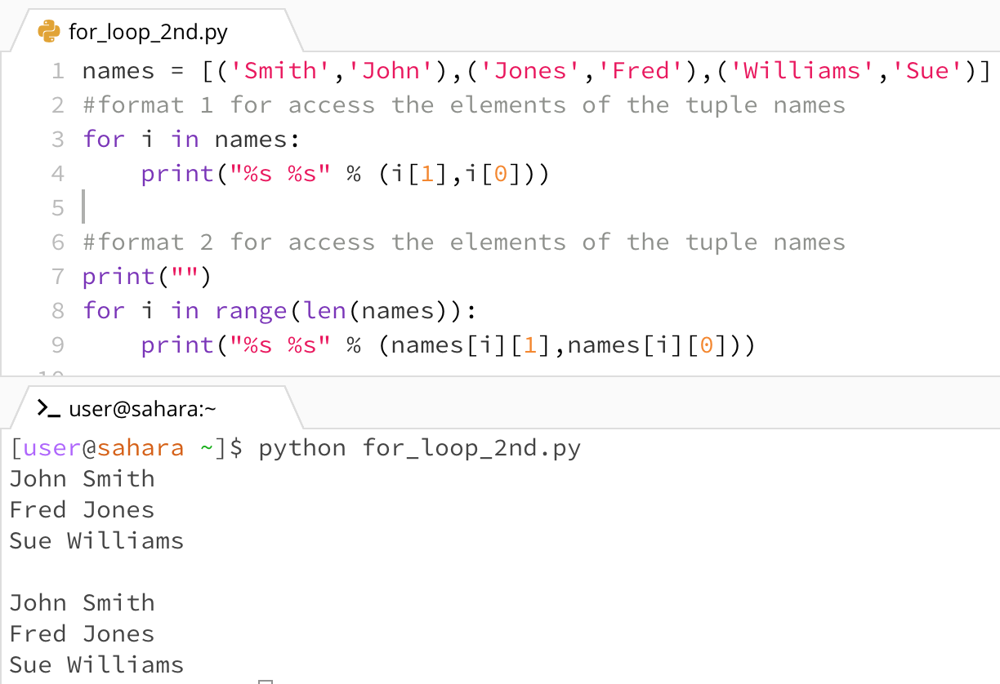 for_loop_2nd.py
1 names = [('Smith','John'),('Jones','Fred'),('Williams','Sue')]
2 #format 1 for access the elements of the tuple names
3 for i in names:
4     print("%s %s" % (i[1],i[0]))
5
6 #format 2 for access the elements of the tuple names
7 print("")
8 for i in range(len(names)):
9     print("%s %s" % (names[i][1],names[i][0]))
10
>_ user@sahara:~
[user@sahara ~]$ python for_loop_2nd.py
John Smith
Fred Jones
Sue Williams

John Smith
Fred Jones
Sue Williams